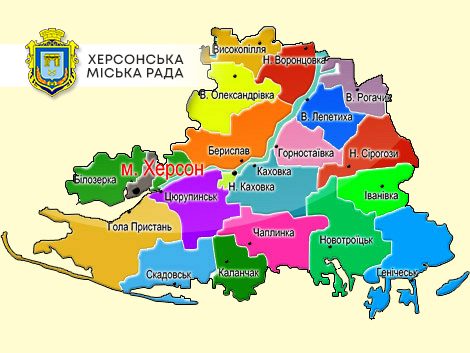 ХЕРСОНСЬКА
МІСЬКА РАДА
Високопілля
Н. Воронцовка
В. Олександрівка
В. Рогачик
В. Лепетиха
Берислав
Горностаївка
Н. Сірогози
м. Херсон
Білозерка
Каховка
Н. Каховка
Цюрупинськ
Іванівка
Гола Пристань
Чаплинка
Новотроїцьк
Скадовськ
Каланчак
Генічеськ